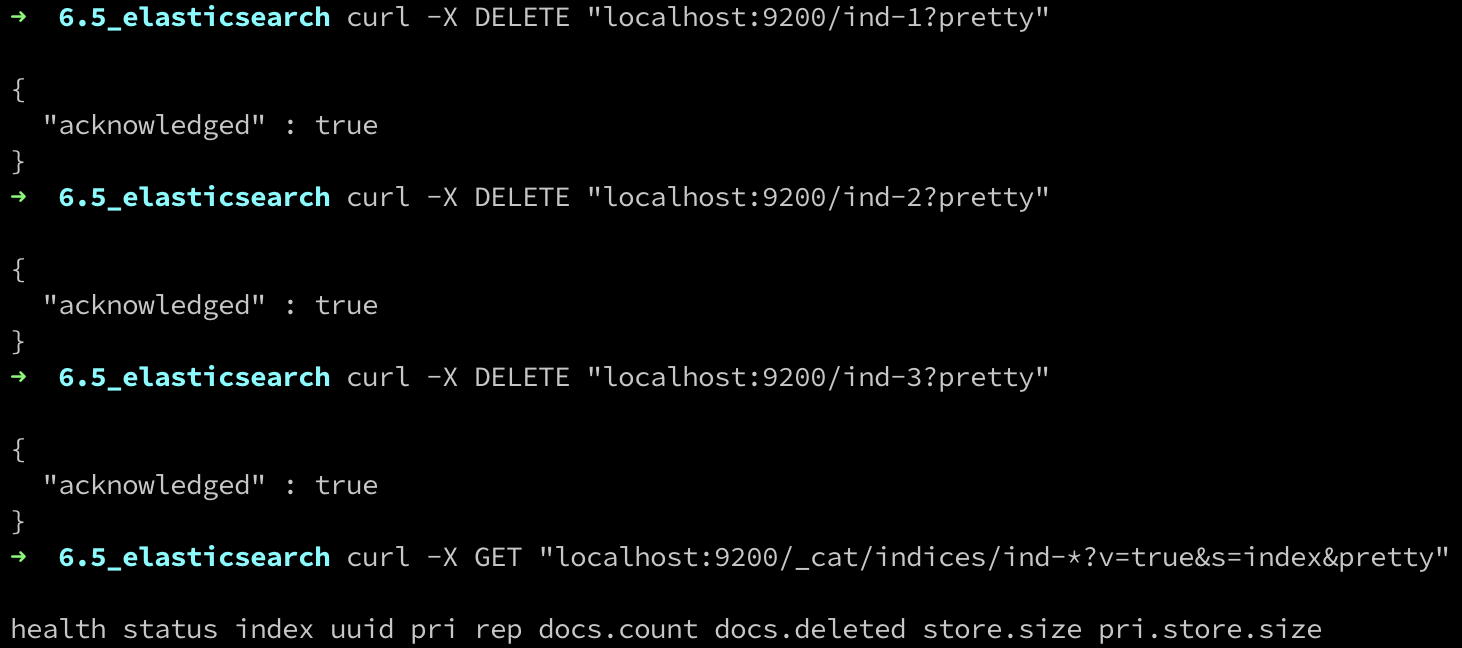 ➜  6.5_elasticsearch curl -X DELETE "localhost:9200/ind-1?pretty"
{
  "acknowledged" : true
}
➜  6.5_elasticsearch curl -X DELETE "localhost:9200/ind-2?pretty"
{
  "acknowledged" : true
}
➜  6.5_elasticsearch curl -X DELETE "localhost:9200/ind-3?pretty"
{
  "acknowledged" : true
}
➜  6.5_elasticsearch curl -X GET "localhost:9200/_cat/indices/ind-*?v=true&s=index&pretty"
health status index uuid pri rep docs.count docs.deleted store.size pri.store.size